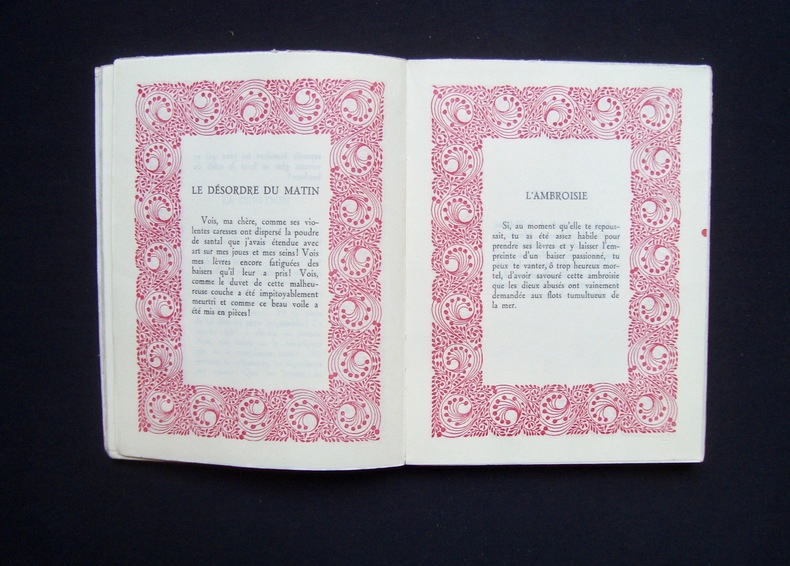 LE DÉSORDRE DU MATIN
Vois, ma chère, comme ses vio-
lentes caresses ont dispersé la poudre
de santal que j'avais étendue avec
art sur mes joues et mes seins! Vois
mes lèvres encore fatiguées des
baisers qu'il leur a pris! Vois,
comme le duvet de cette malheu-
reuse couche a été impitoyablement
meurtri et comme ce beau voile a
été mis en pièces!
L'AMBROISIE
Si, au moment qu'elle te repous-
sait, tu as été assez habile pour
prendre ses lèvres et y laisser l'em-
preinte d'un baiser passionné, tu
peux te vanter, ô trop heureux mor-
tel, d'avoir savouré cette ambroisie
que les dieux abusés ont vainement
demandée aux flots tumultueux de
la mer.